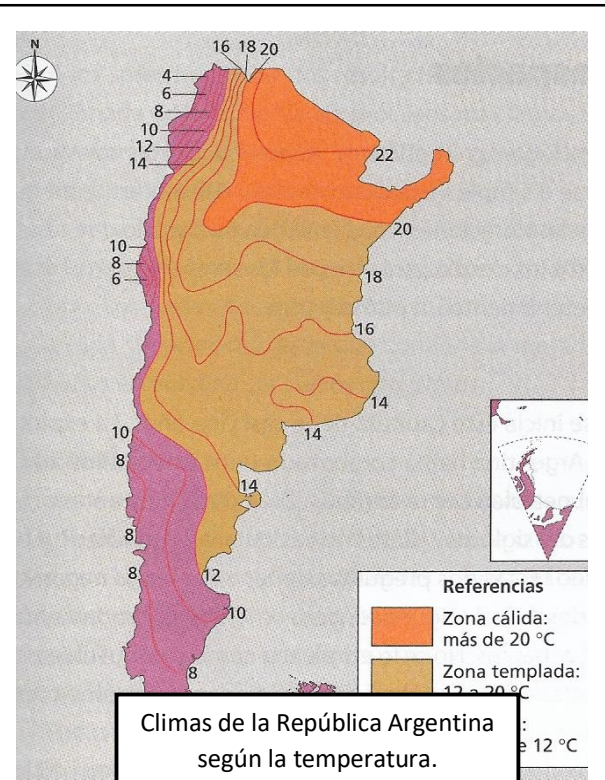 N
16 18 20
4
6
8
10
12
14
22
20
10
8
6
18
16
14
14
10
8
14
8
8
12
10
8
Referencias
Zona cálida:
más de 20 °C
Zona templada:
12 a 20 °C
:
e 12 °C
Climas de la República Argentina
según la temperatura.